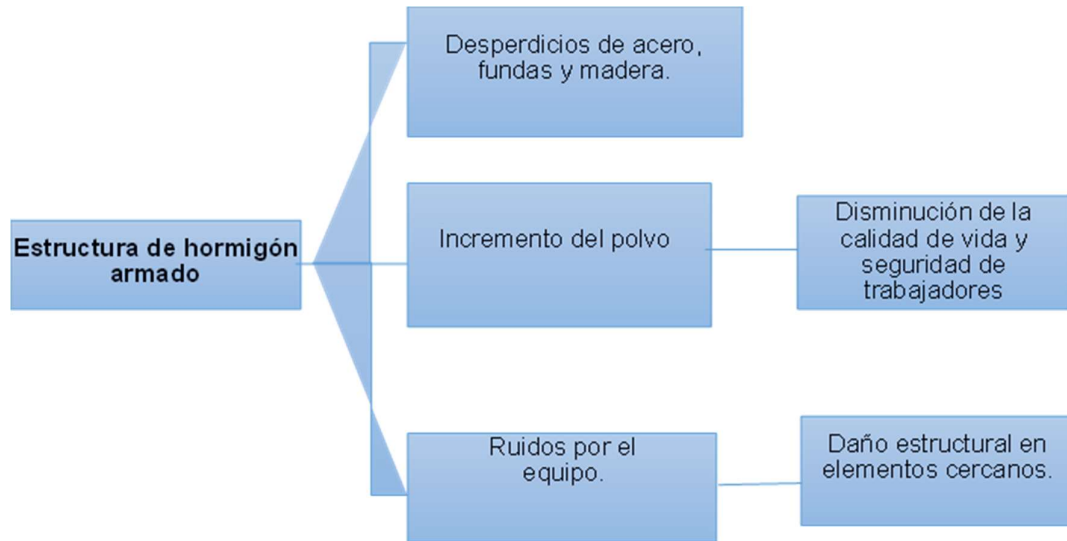 Desperdicios de acero,
fundas y madera.
Estructura de hormigón
armado
Incremento del polvo
Disminución de la
calidad de vida y
seguridad de
trabajadores
Ruidos por el
equipo.
Daño estructural en
elementos cercanos.